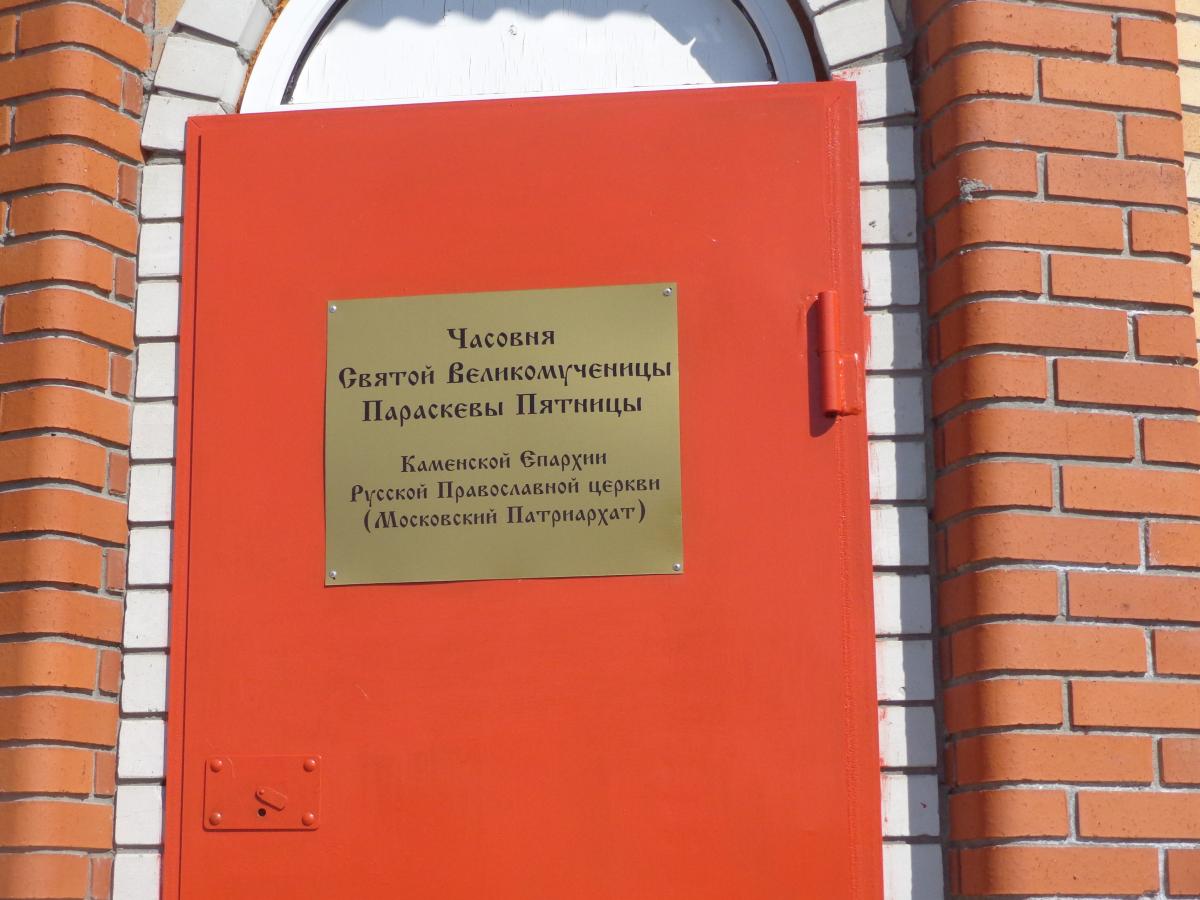 Часовня
Святой Великомученицы
Параскевы Пятницы
Каменской Епархии
Русской Православной церкви
(Московский Патриархат)